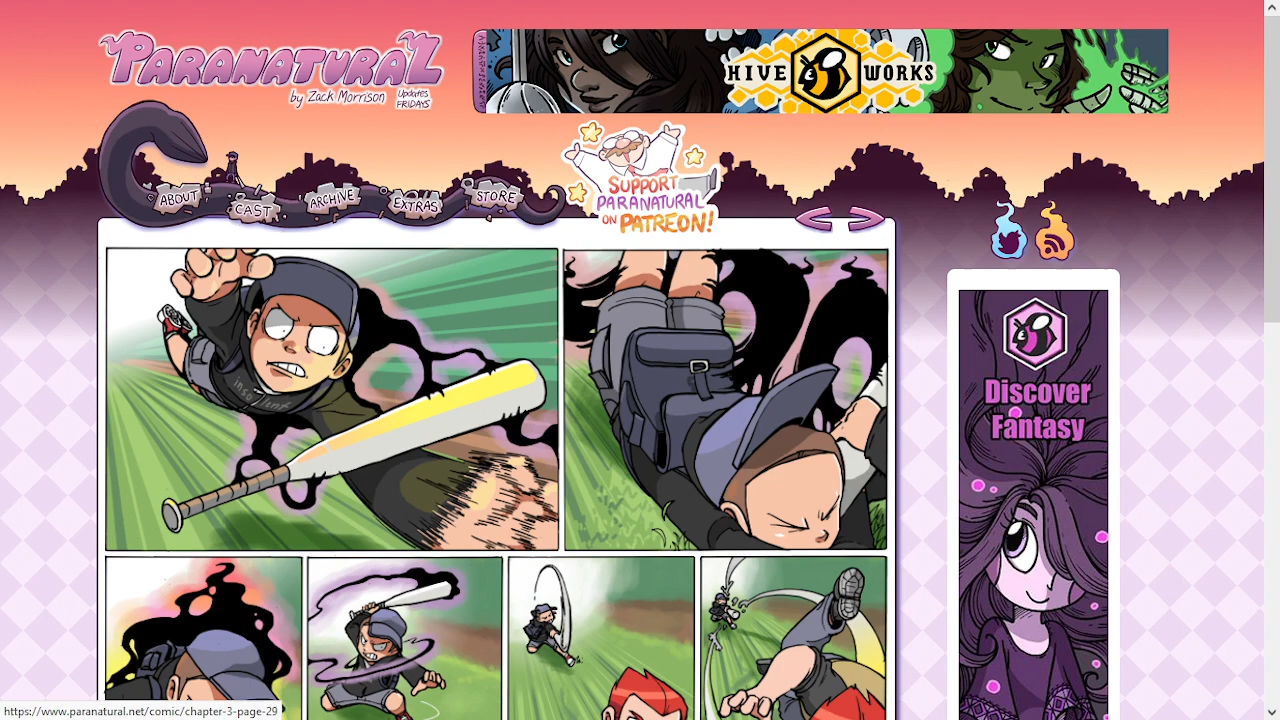 PARANATURAL
by Zack Morrison
Updates
FRIDAYS
HIVE WORKS
ABOUT
CAST
ARCHIVE
EXTRAS
STORE
SUPPORT
PARANATURAL
ON PATREON!
insollent
Discover
Fantasy
https://www.paranatural.net/comic/chapter-3-page-29